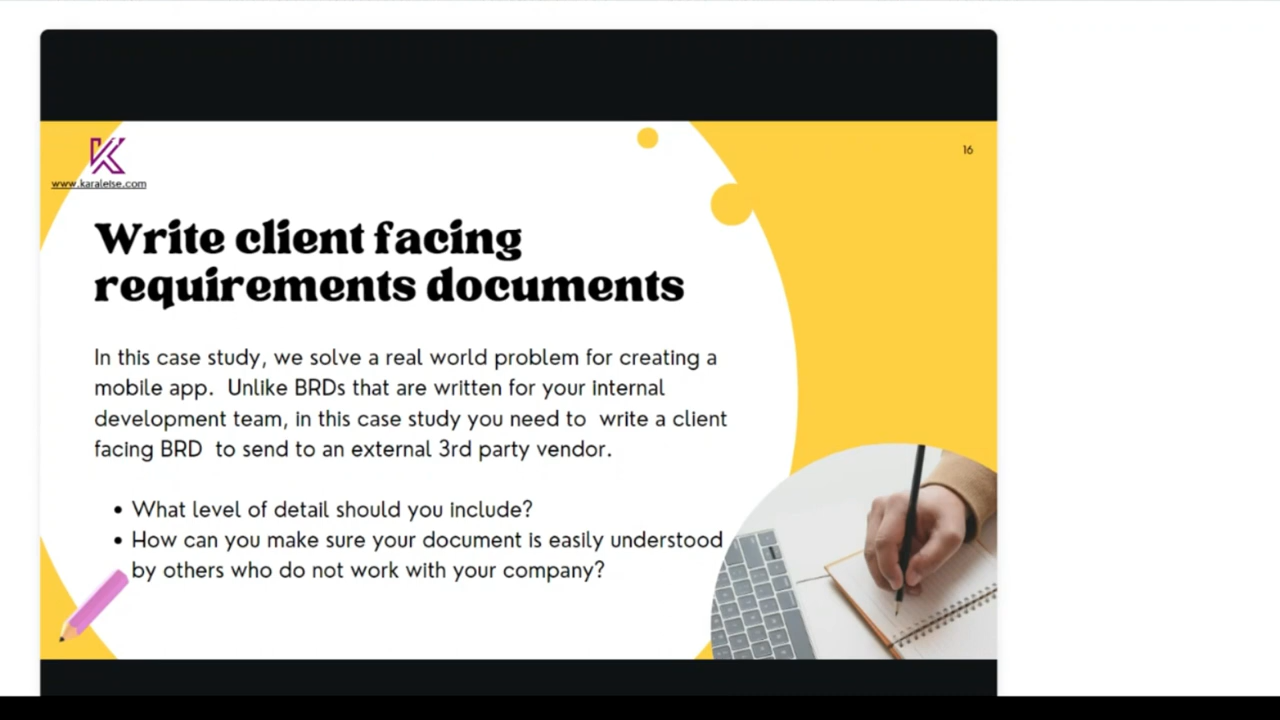 16
www.karaleise.com
Write client facing
requirements documents
In this case study, we solve a real world problem for creating a
mobile app. Unlike BRDs that are written for your internal
development team, in this case study you need to write a client
facing BRD to send to an external 3rd party vendor.
• What level of detail should you include?
• How can you make sure your document is easily understood
by others who do not work with your company?